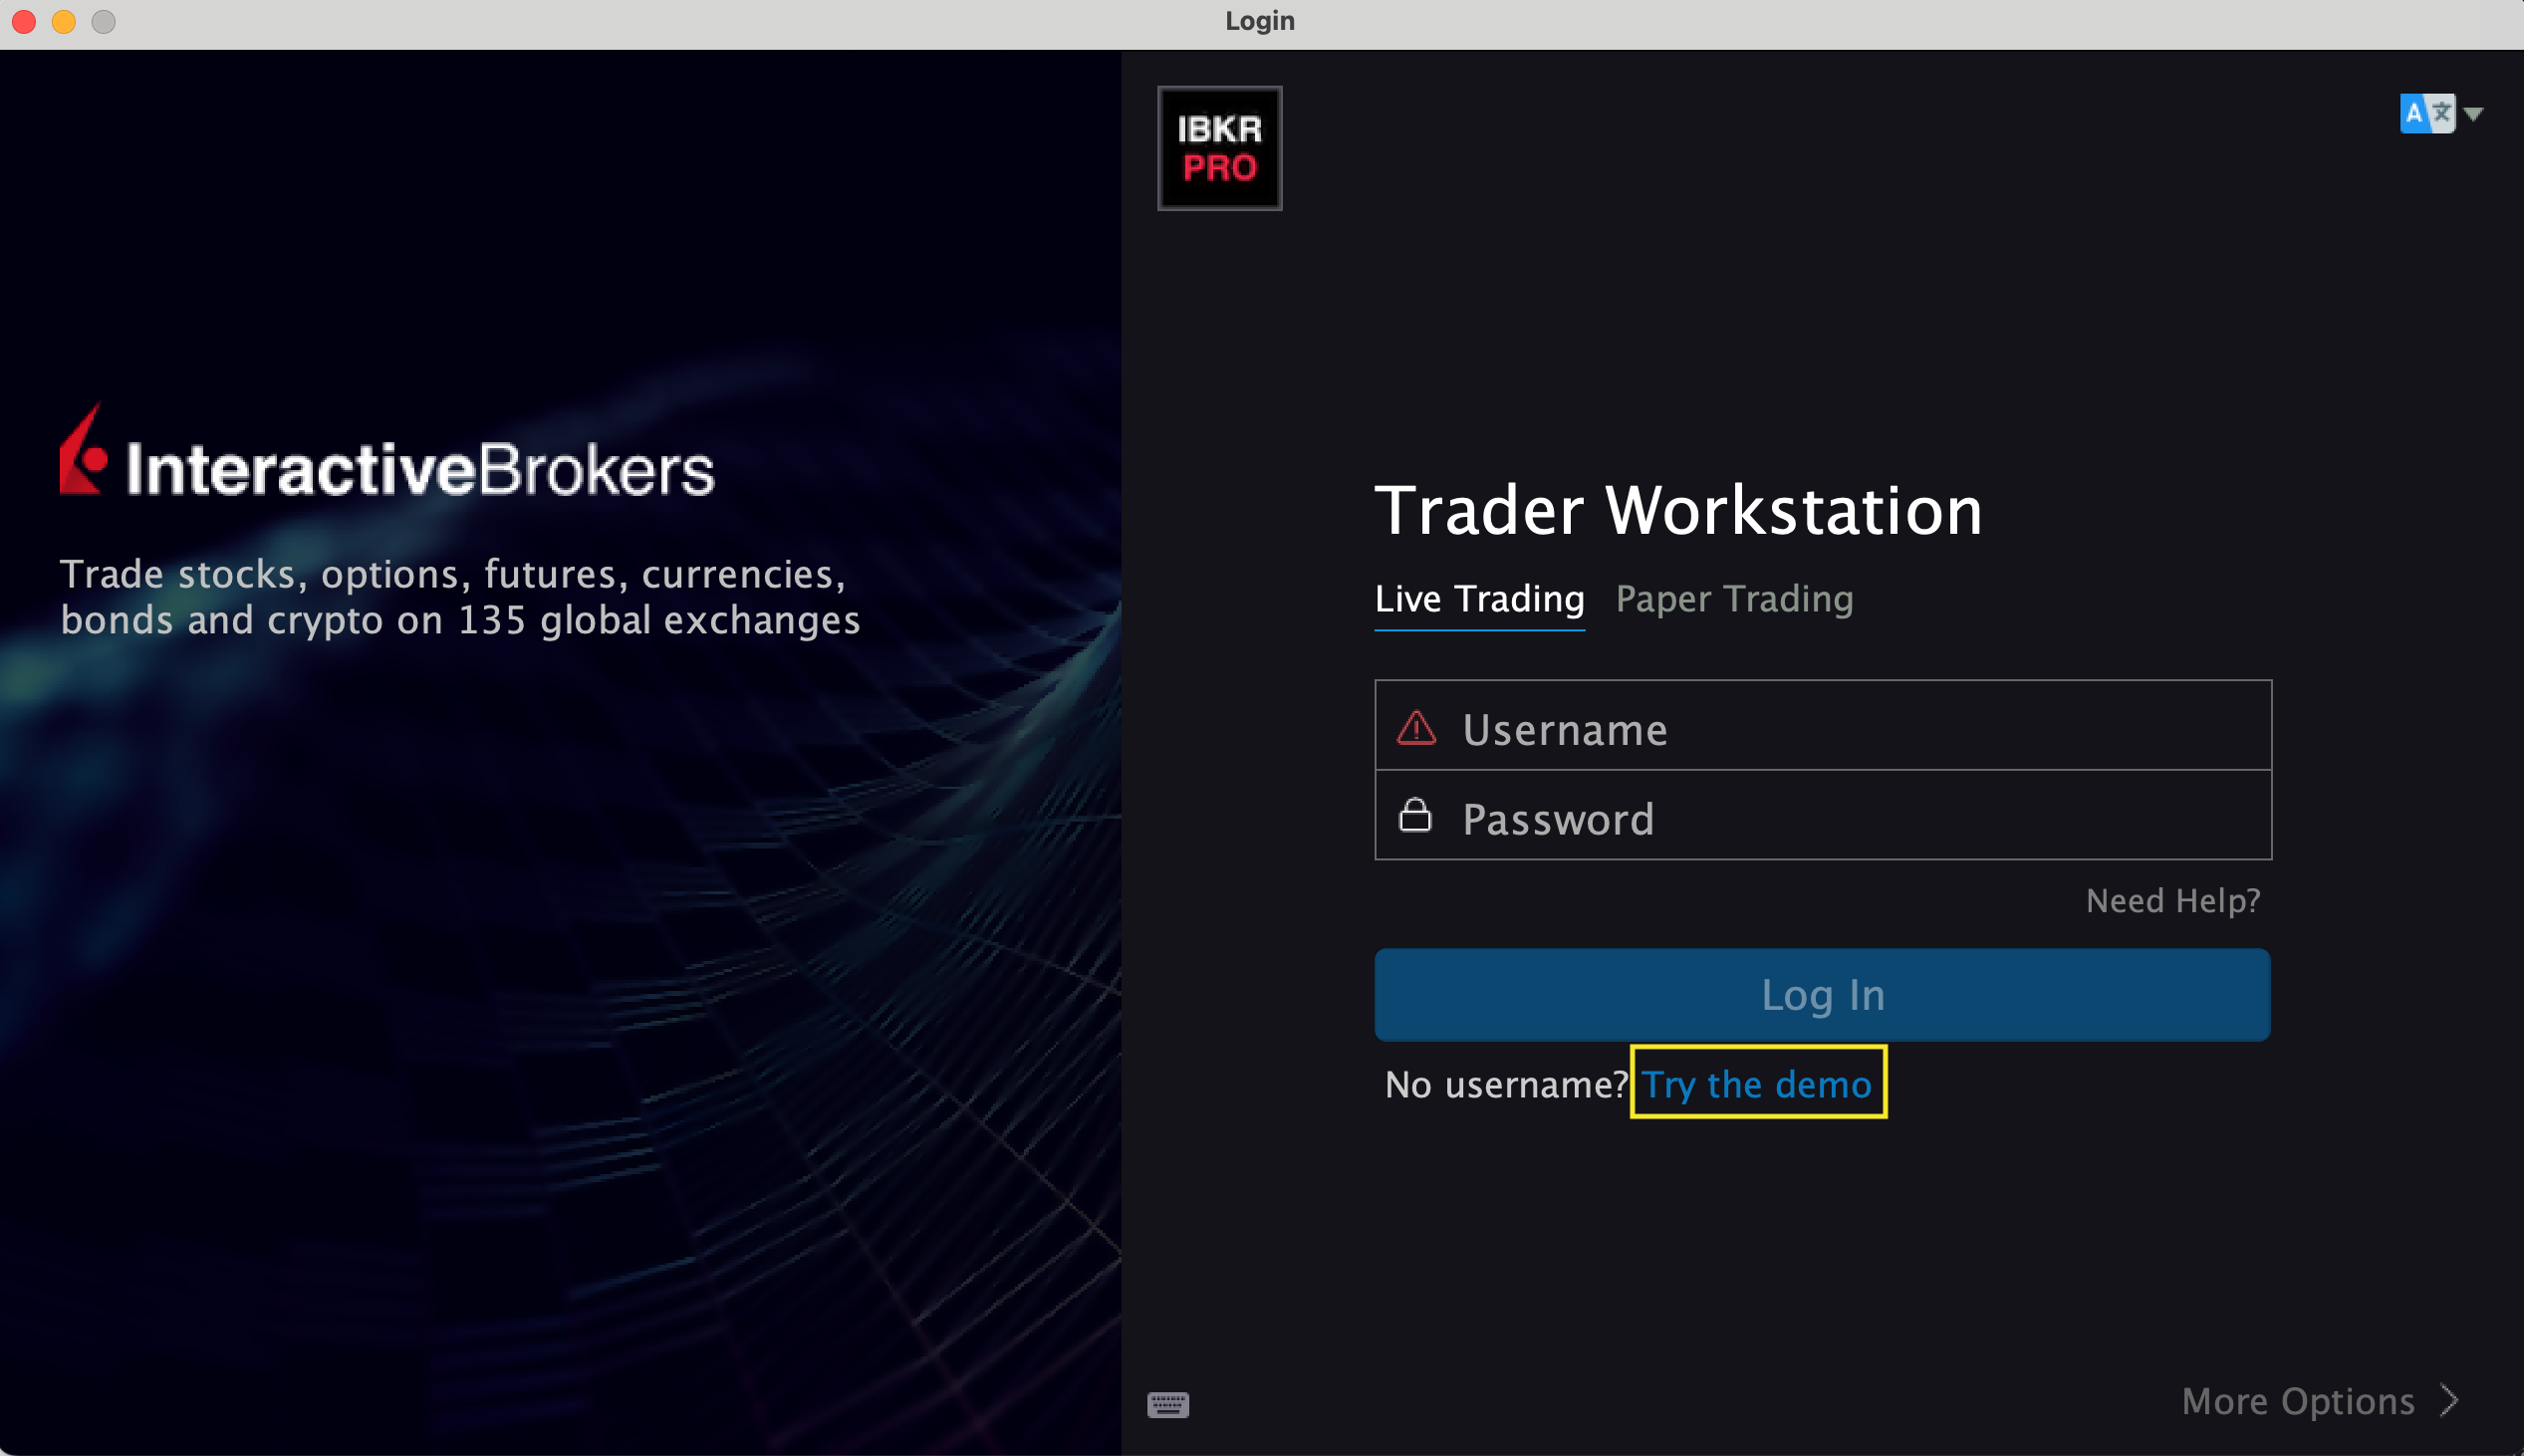 Login
InteractiveBrokers
Trade stocks, options, futures, currencies,
bonds and crypto on 135 global exchanges
IBKR
PRO
A 文
Trader Workstation
Live Trading Paper Trading
Username
Password
Need Help?
Log In
No username? Try the demo
More Options